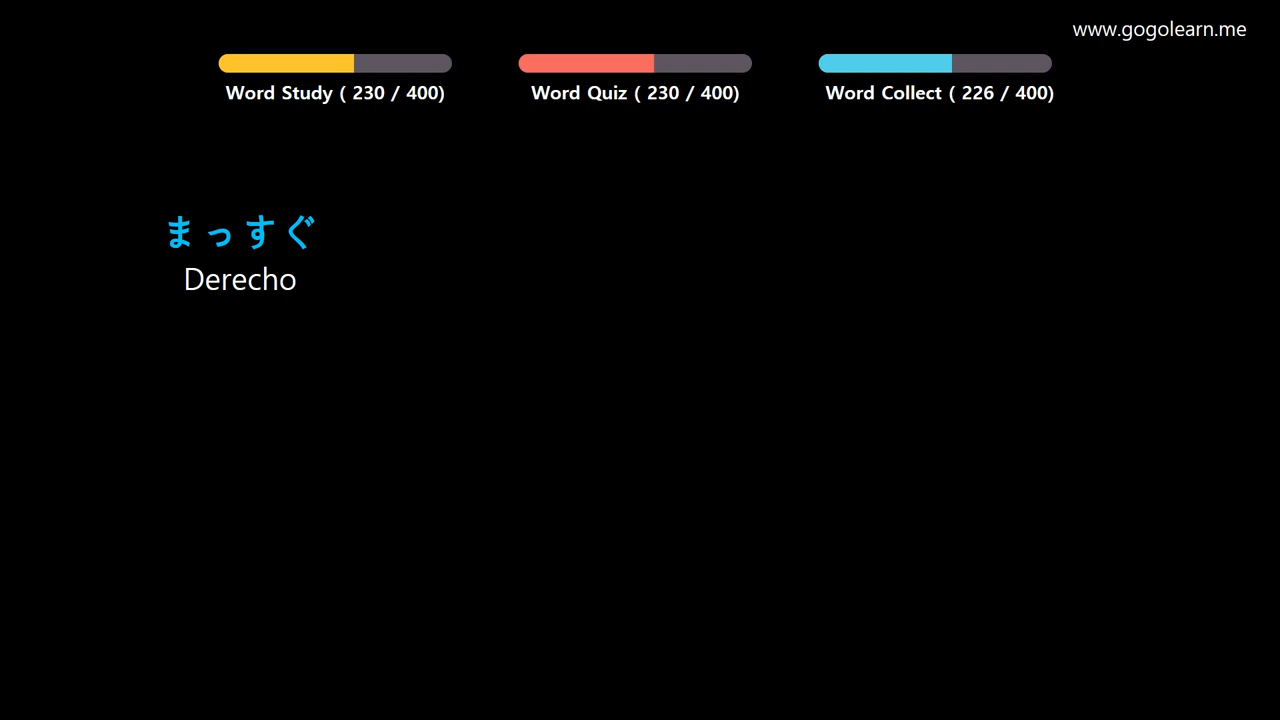 www.gogolearn.me
Word Study ( 230 / 400)
Word Quiz ( 230 / 400)
Word Collect ( 226 / 400)
まっすぐ
Derecho